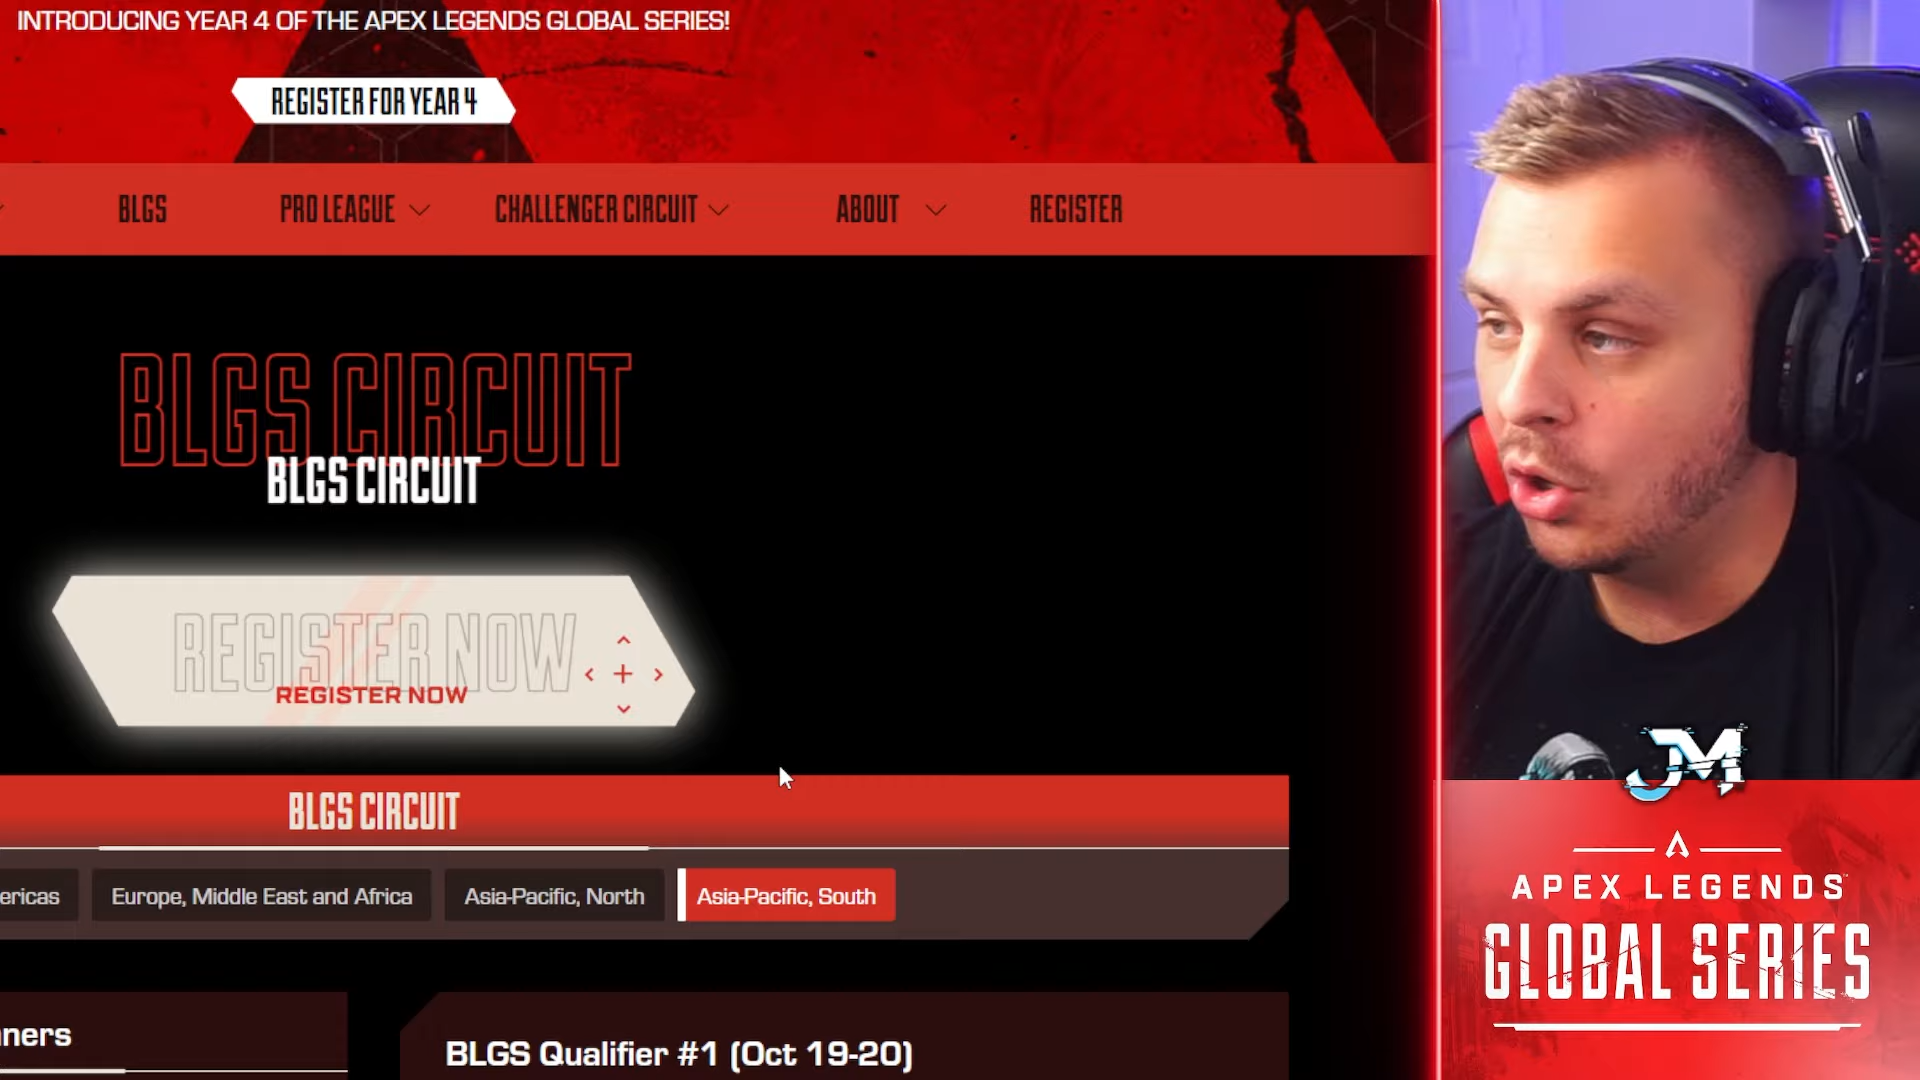 INTRODUCING YEAR 4 OF THE APEX LEGENDS GLOBAL SERIES!
REGISTER FOR YEAR 4
BLGS PRO LEAGUE CHALLENGER CIRCUIT ABOUT REGISTER
BLGS CIRCUIT
BLGS CIRCUIT
REGISTER NOW
REGISTER NOW
BLGS CIRCUIT
Europe, Middle East and Africa Asia-Pacific, North Asia-Pacific, South
BLGS Qualifier #1 (Oct 19-20)
JM
APEX LEGENDS
GLOBAL SERIES